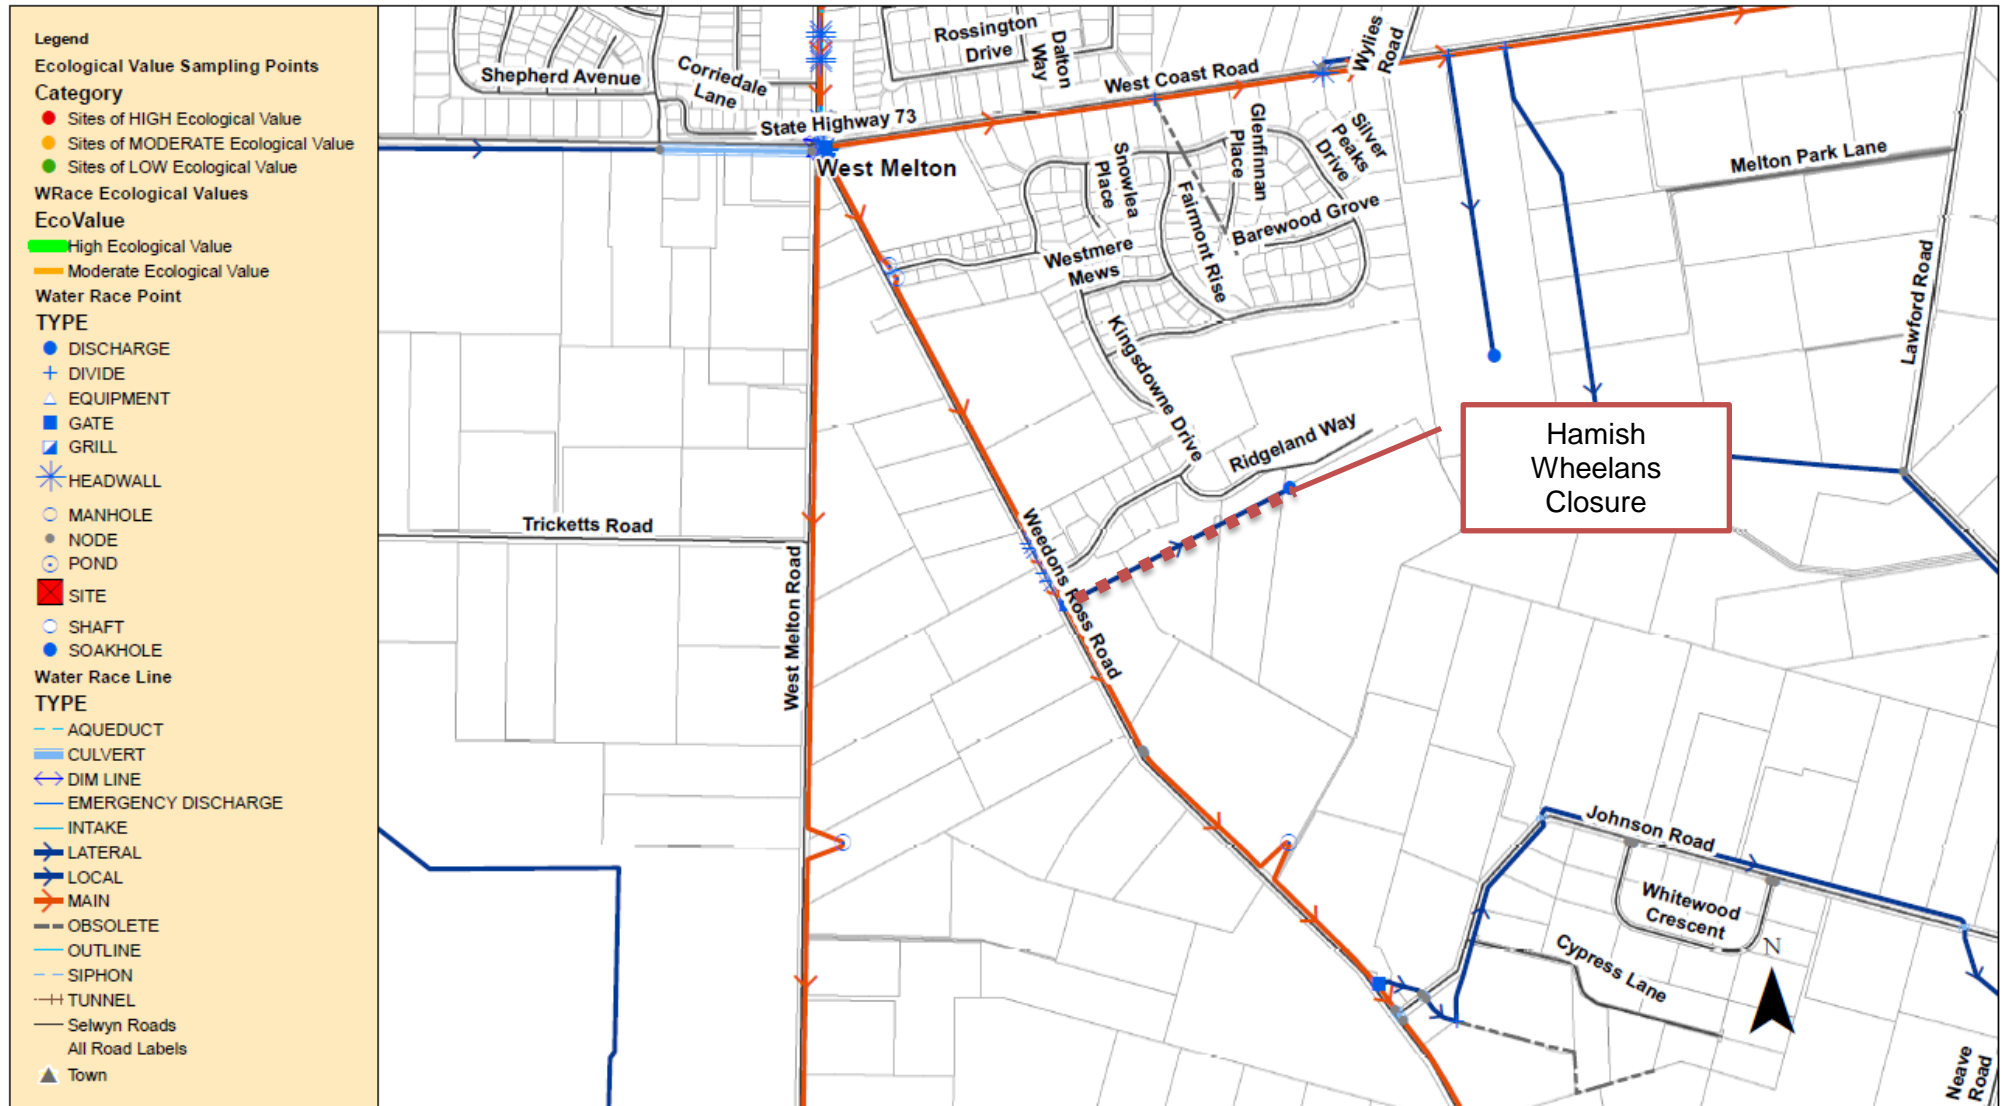 Legend
Ecological Value Sampling Points
Category
Sites of HIGH Ecological Value
Sites of MODERATE Ecological Value
Sites of LOW Ecological Value
WRace Ecological Values
EcoValue
High Ecological Value
Moderate Ecological Value
Water Race Point
TYPE
DISCHARGE
DIVIDE
EQUIPMENT
GATE
GRILL
HEADWALL
MANHOLE
NODE
POND
SITE
SHAFT
SOAKHOLE
Water Race Line
TYPE
AQUEDUCT
CULVERT
DIM LINE
EMERGENCY DISCHARGE
INTAKE
LATERAL
LOCAL
MAIN
OBSOLETE
OUTLINE
SIPHON
TUNNEL
Selwyn Roads
All Road Labels
Town
Shepherd Avenue
Corriedale
Lane
Rossington
Drive
Dalton
Way
West Coast Road
Wylies
Road
State Highway 73
West Melton
Snowlea
Place
Fairmont Rise
Glenfinnan
Place
Silver
Peaks
Drive
Barewood Grove
Westmere
Mews
Kingsdowne Drive
Ridgeland Way
Melton Park Lane
Lawford Road
Hamish
Wheelans
Closure
Tricketts Road
West Melton Road
Weedons Ross Road
Johnson Road
Whitewood
Crescent
Cypress Lane
N
Neave
Road